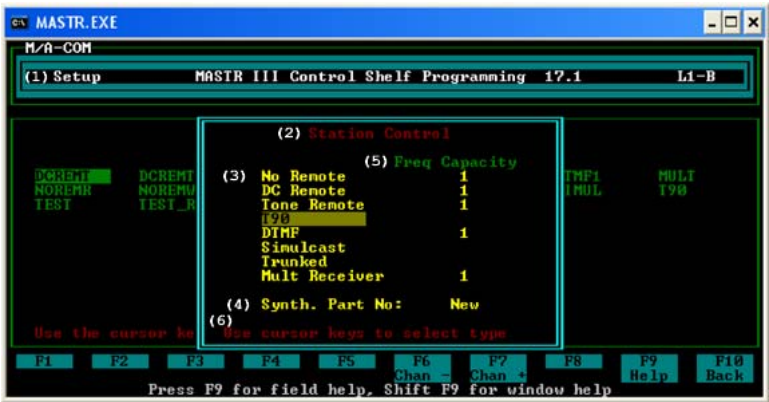 MASTR.EXE
M/A-COM
(1) Setup MASTR III Control Shelf Programming 17.1 L1-B
(2) Station Control
(5) Freq Capacity
DCREMT DCREMT (3) No Remote 1 TMF1 MULT
NOREMR NOREMW DC Remote 1 IMUL T90
TEST TEST_R Tone Remote 1
T90
DTMF 1
Simulcast
Trunked
Mult Receiver 1
(4) Synth. Part No: New
(6)
Use the cursor ke Use cursor keys to select type
F1 F2 F3 F4 F5 F6 F7 F8 F9 F10
Chan - Chan + Help Back
Press F9 for field help, Shift F9 for window help